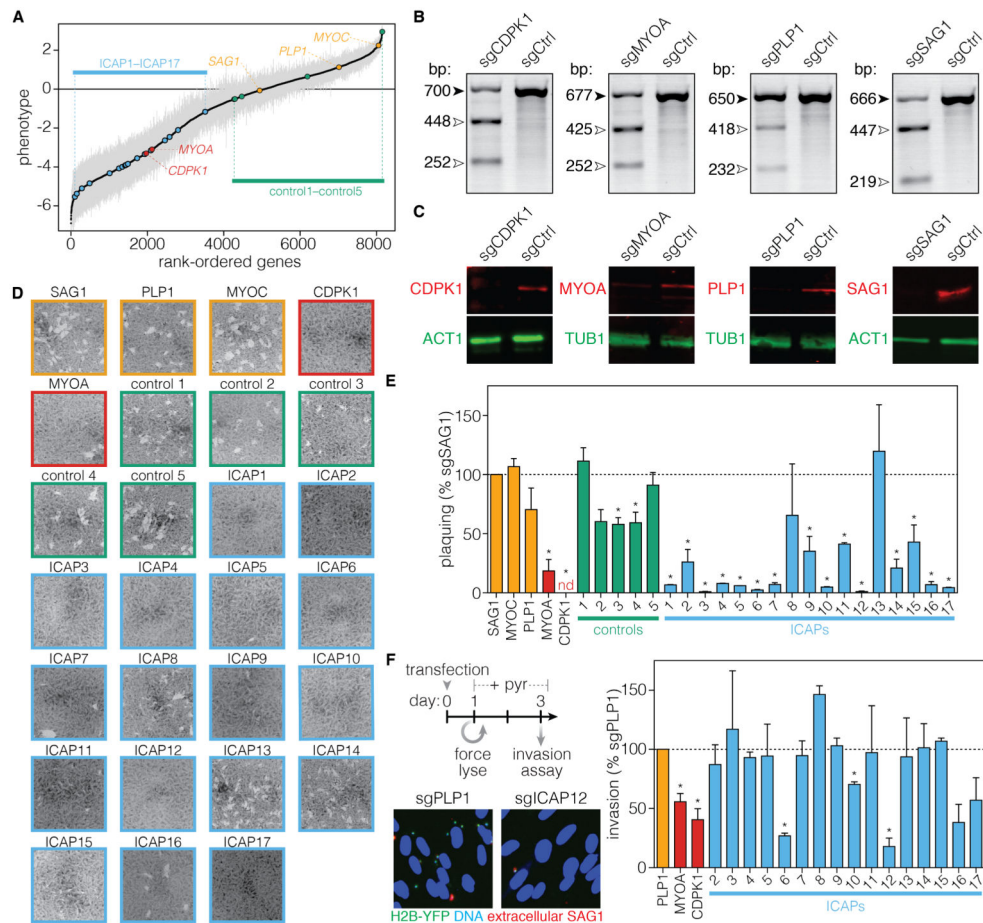 A
phenotype
2
0
-2
-4
-6
ICAP1–ICAP17
SAG1
PLP1
MYOC
MYOA
CDPK1
control1–control5
0
2000
4000
6000
8000
rank-ordered genes
B
sgCDPK1
sgCtrl
bp:
700
448
252
sgMYOA
sgCtrl
bp:
677
425
252
sgPLP1
sgCtrl
bp:
650
418
232
sgSAG1
sgCtrl
bp:
666
447
219
C
sgCDPK1
sgCtrl
CDPK1
ACT1
sgMYOA
sgCtrl
MYOA
TUB1
sgPLP1
sgCtrl
PLP1
TUB1
sgSAG1
sgCtrl
SAG1
ACT1
D
SAG1 PLP1 MYOC CDPK1
MYOA control 1 control 2 control 3
control 4 control 5 ICAP1 ICAP2
ICAP3 ICAP4 ICAP5 ICAP6
ICAP7 ICAP8 ICAP9 ICAP10
ICAP11 ICAP12 ICAP13 ICAP14
ICAP15 ICAP16 ICAP17
E
plaquing (% sgSAG1)
150
100
50
0
* * nd * * * * * * * * * * * * * * * * * *
SAG1 MYOC PLP1 MYOA CDPK1 1 2 3 4 5 1 2 3 4 5 6 7 8 9 10 11 12 13 14 15 16 17
controls
ICAPs
F
transfection
+ pyr
day: 0 1 3
force
lyse
invasion
assay
sgPLP1
sgICAP12
H2B-YFP DNA extracellular SAG1
invasion (% sgPLP1)
150
100
50
0
* * * * *
PLP1 MYOA CDPK1 2 3 4 5 6 7 8 9 10 11 12 13 14 15 16 17
ICAPs